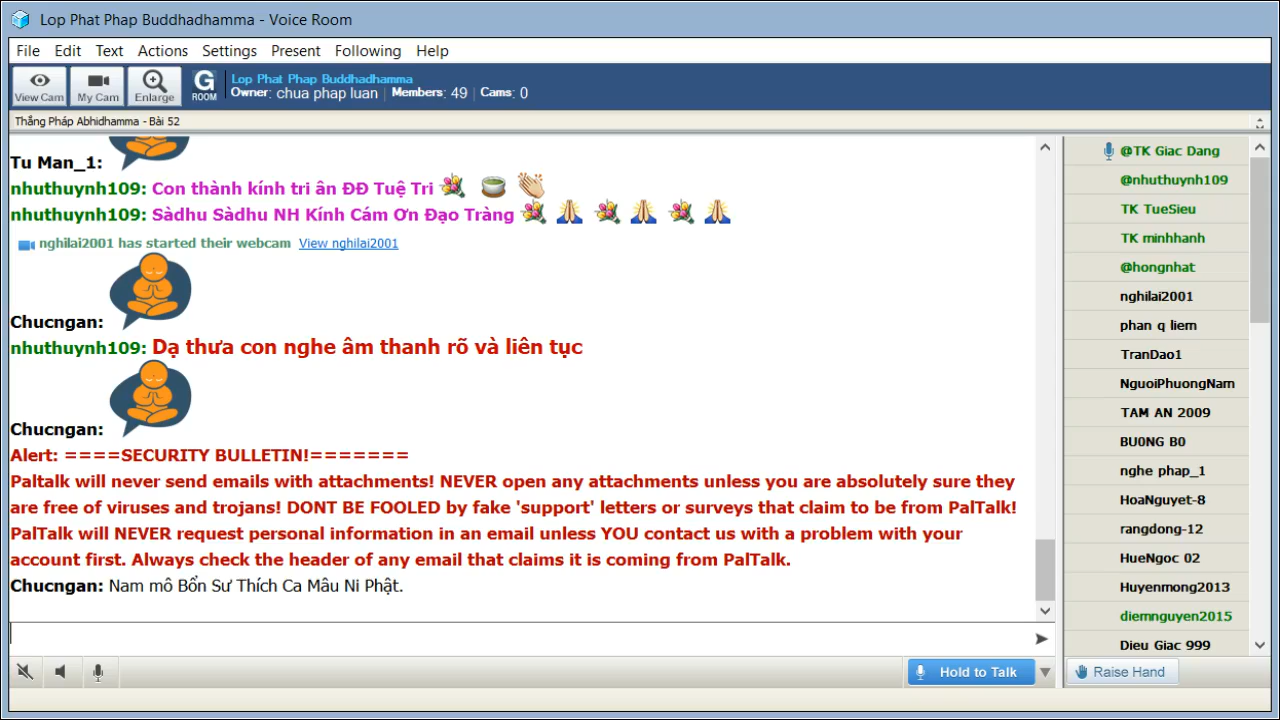 Lop Phat Phap Buddhadhamma - Voice Room
File Edit Text Actions Settings Present Following Help
View Cam My Cam Enlarge G ROOM
Lop Phat Phap Buddhadhamma
Owner: chua phap luan | Members: 49 | Cams: 0
Thắng Pháp Abhidhamma - Bài 52
Tu Man_1:
nhuthuynh109: Con thành kính tri ân ĐĐ Tuệ Tri
nhuthuynh109: Sàdhu Sàdhu NH Kính Cám Ơn Đạo Tràng
nghilai2001 has started their webcam View nghilai2001
Chucngan:
nhuthuynh109: Dạ thưa con nghe âm thanh rõ và liên tục
Chucngan:
Alert: ====SECURITY BULLETIN!=======
Paltalk will never send emails with attachments! NEVER open any attachments unless you are absolutely sure they
are free of viruses and trojans! DONT BE FOOLED by fake 'support' letters or surveys that claim to be from PalTalk!
PalTalk will NEVER request personal information in an email unless YOU contact us with a problem with your
account first. Always check the header of any email that claims it is coming from PalTalk.
Chucngan: Nam mô Bổn Sư Thích Ca Mâu Ni Phật.
@TK Giac Dang
@nhuthuynh109
TK TueSieu
TK minhhanh
@hongnhat
nghilai2001
phan q liem
TranDao1
NguoiPhuongNam
TAM AN 2009
BU0NG B0
nghe phap_1
HoaNguyet-8
rangdong-12
HueNgoc 02
Huyenmong2013
diemnguyen2015
Dieu Giac 999
Hold to Talk
Raise Hand